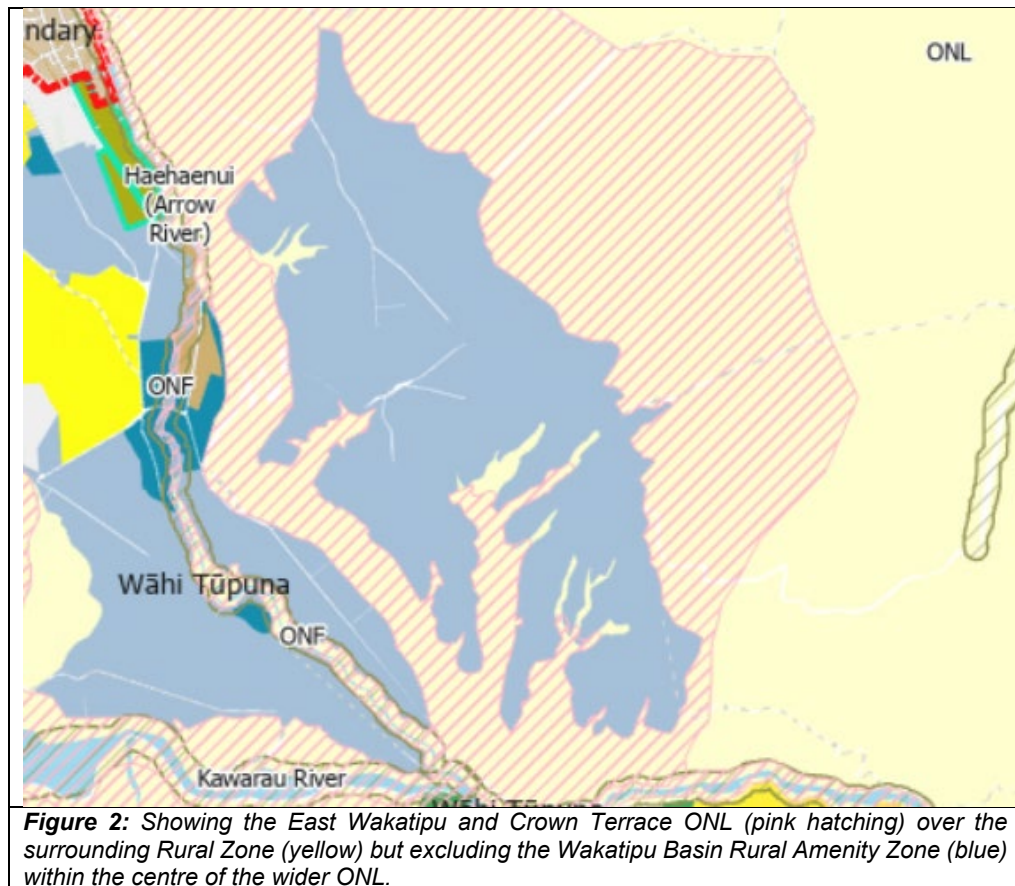 ndary
ONL
Haehaenui
(Arrow
River)
ONF
Wāhi Tūpuna
ONF
Kawarau River
Wāhi Tūpuna
Figure 2: Showing the East Wakatipu and Crown Terrace ONL (pink hatching) over the
surrounding Rural Zone (yellow) but excluding the Wakatipu Basin Rural Amenity Zone (blue)
within the centre of the wider ONL.